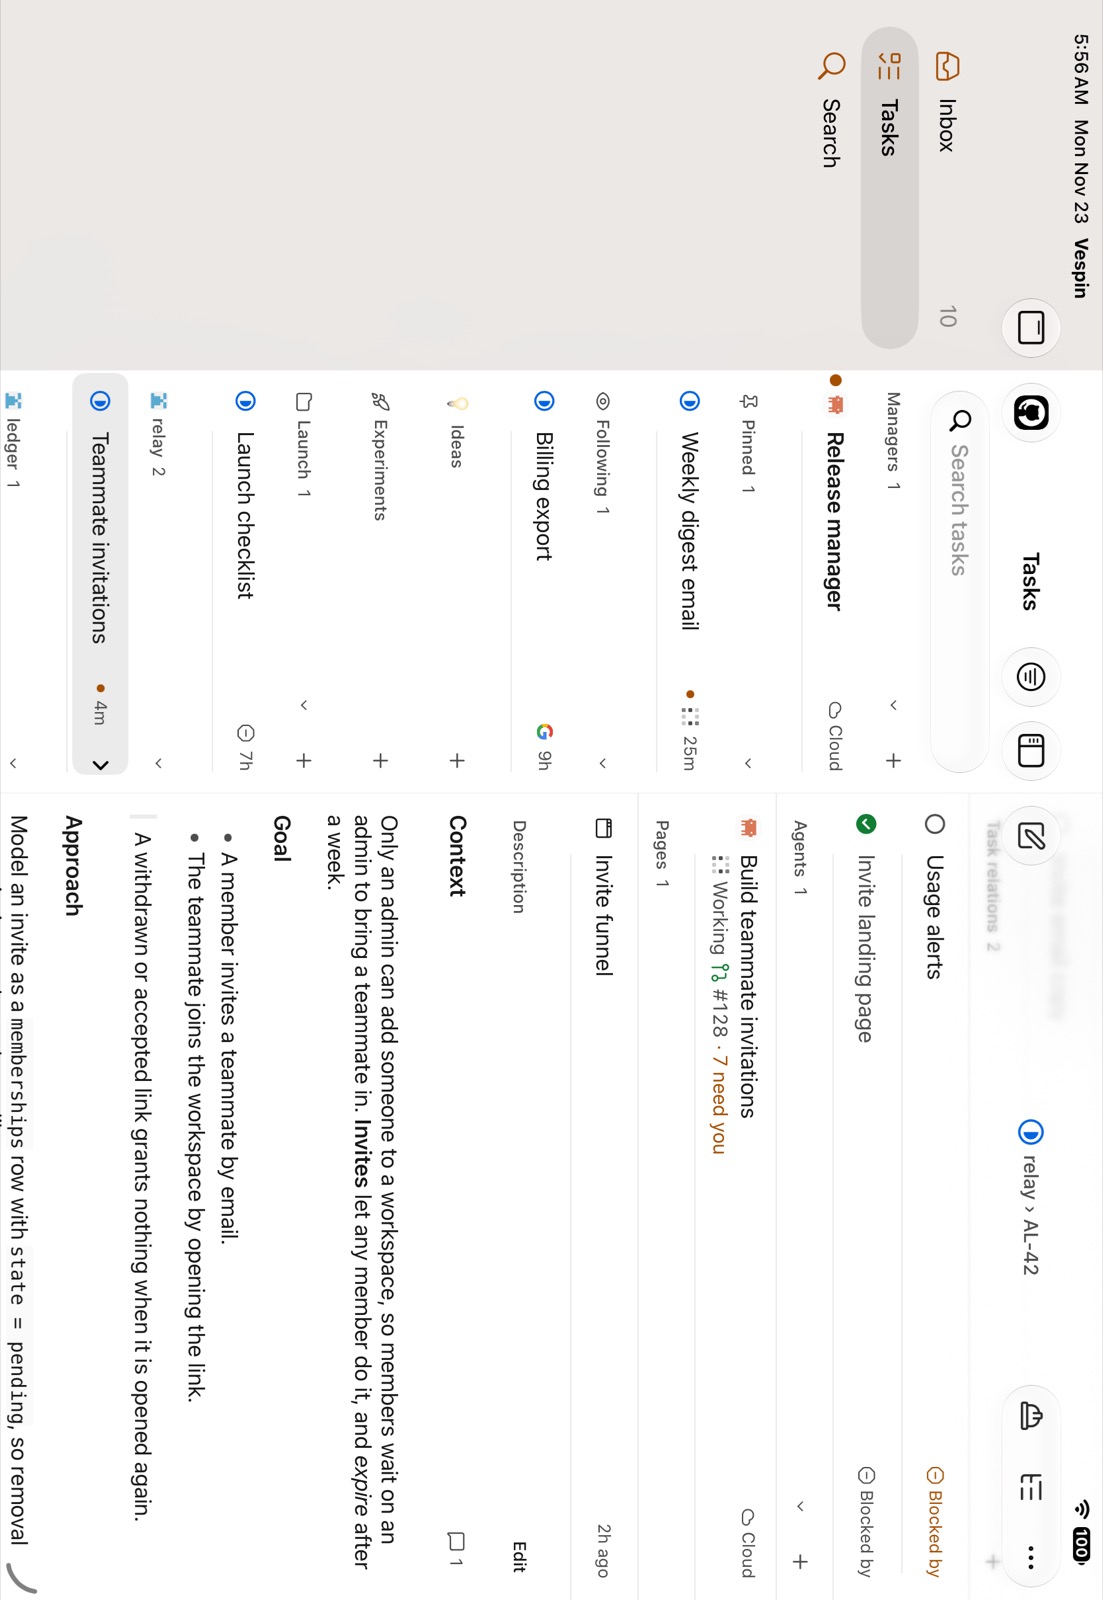 5:56 AM Mon Nov 23 Vespin
100
Inbox 10
Tasks
Search
Tasks
Search tasks
Managers 1
Release manager Cloud
Pinned 1
Weekly digest email 25m
Following 1
Billing export 9h
Ideas
Experiments
Launch 1
Launch checklist 7h
relay 2
Teammate invitations 4m
ledger 1
Invite email copy
relay › AL-42
Task relations 2
Usage alerts Blocked by
Invite landing page Blocked by
Agents 1
Build teammate invitations Cloud
Working #128 · 7 need you
Pages 1
Invite funnel 2h ago
Description Edit
Context 1
Only an admin can add someone to a workspace, so members wait on an
admin to bring a teammate in. Invites let any member do it, and expire after
a week.
Goal
• A member invites a teammate by email.
• The teammate joins the workspace by opening the link.
A withdrawn or accepted link grants nothing when it is opened again.
Approach
Model an invite as a memberships row with state = pending, so removal